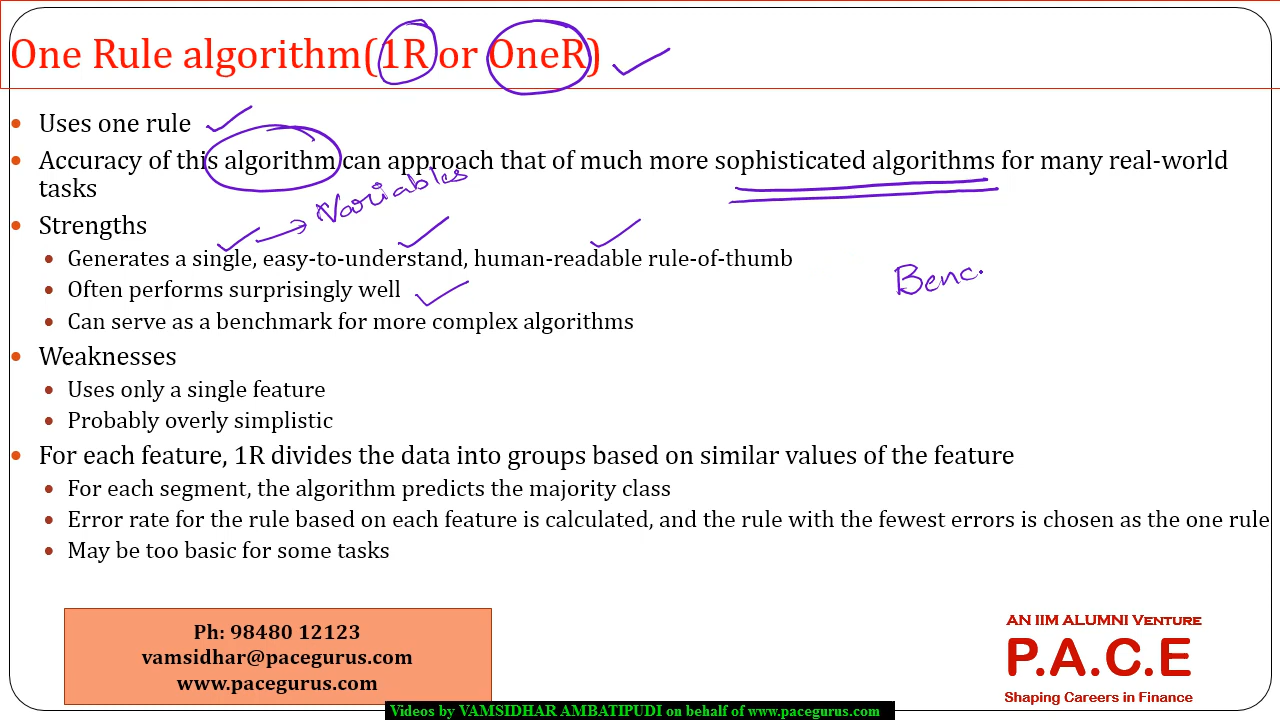 One Rule algorithm(1R or OneR)
Uses one rule
Accuracy of this algorithm can approach that of much more sophisticated algorithms for many real-world
tasks
Variables
Strengths
Generates a single, easy-to-understand, human-readable rule-of-thumb
Benc
Often performs surprisingly well
Can serve as a benchmark for more complex algorithms
Weaknesses
Uses only a single feature
Probably overly simplistic
For each feature, 1R divides the data into groups based on similar values of the feature
For each segment, the algorithm predicts the majority class
Error rate for the rule based on each feature is calculated, and the rule with the fewest errors is chosen as the one rule
May be too basic for some tasks
Ph: 98480 12123
vamsidhar@pacegurus.com
www.pacegurus.com
AN IIM ALUMNI VENTURE
P.A.C.E
Shaping Careers in Finance
Videos by VAMSIDHAR AMBATIPUDI on behalf of www.pacegurus.com